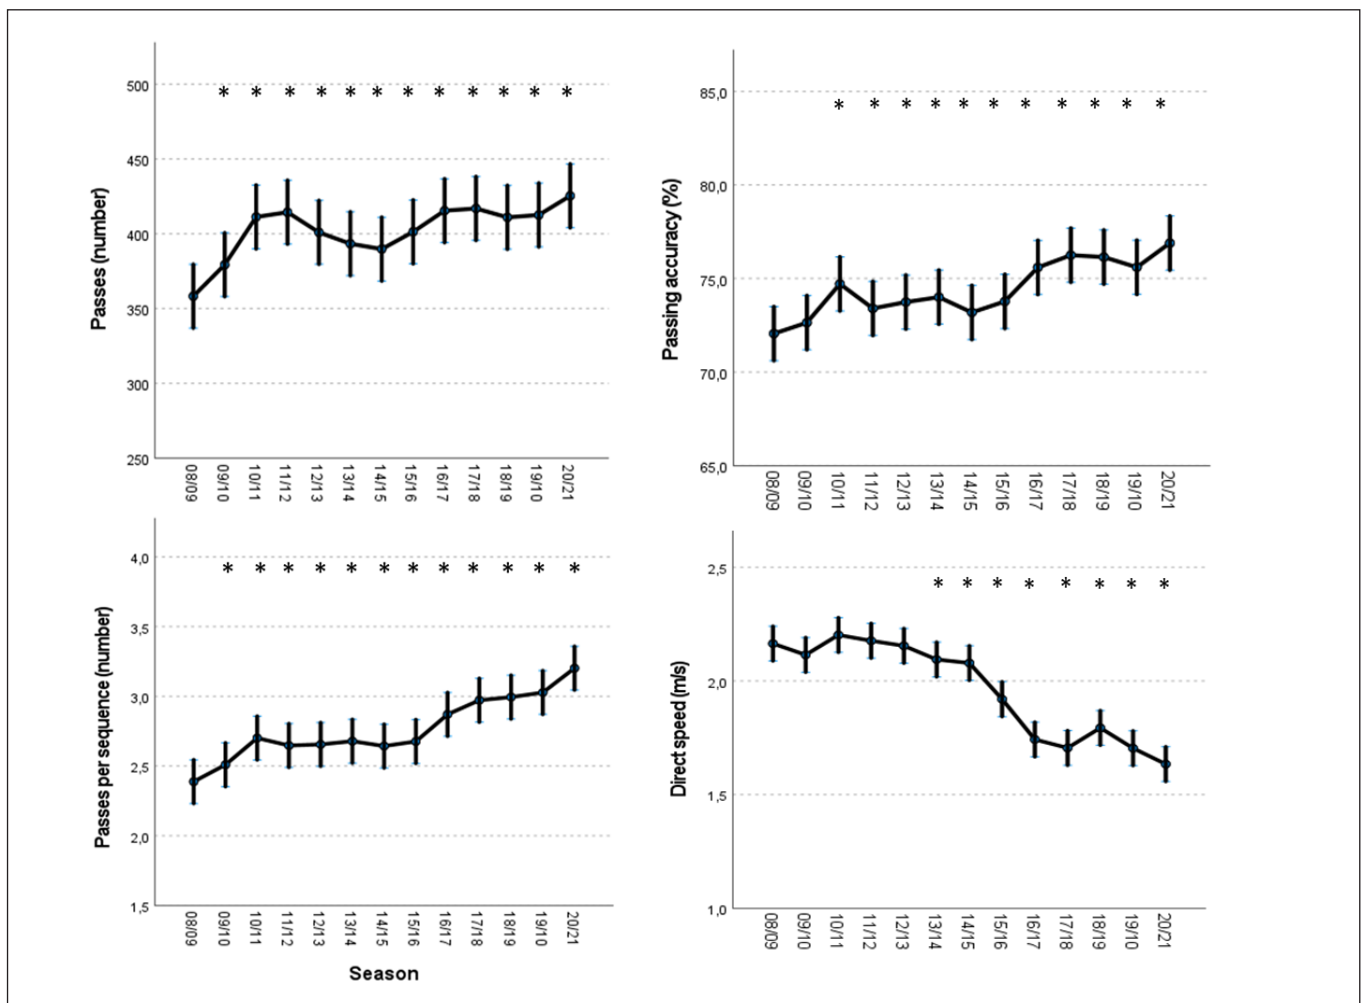 Passes (number)
500
450
400
350
300
250
* * * * * * * * * * * *
08/09 09/10 10/11 11/12 12/13 13/14 14/15 15/16 16/17 17/18 18/19 19/10 20/21
Passing accuracy (%)
85,0
80,0
75,0
70,0
65,0
* * * * * * * * * * *
08/09 09/10 10/11 11/12 12/13 13/14 14/15 15/16 16/17 17/18 18/19 19/10 20/21
Passes per sequence (number)
4,0
3,5
3,0
2,5
2,0
1,5
* * * * * * * * * * * *
08/09 09/10 10/11 11/12 12/13 13/14 14/15 15/16 16/17 17/18 18/19 19/10 20/21
Season
Direct speed (m/s)
2,5
2,0
1,5
1,0
* * * * * * * *
08/09 09/10 10/11 11/12 12/13 13/14 14/15 15/16 16/17 17/18 18/19 19/10 20/21